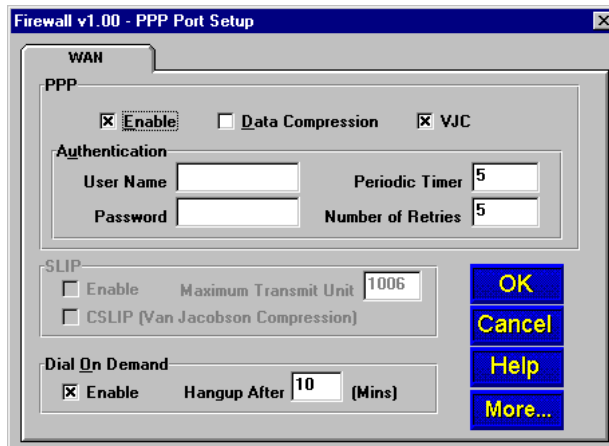 Firewall v1.00 - PPP Port Setup
WAN
PPP
Enable Data Compression VJC
Authentication
User Name Periodic Timer 5
Password Number of Retries 5
SLIP
Enable Maximum Transmit Unit 1006
CSLIP (Van Jacobson Compression)
Dial On Demand
Enable Hangup After 10 (Mins)
OK
Cancel
Help
More...